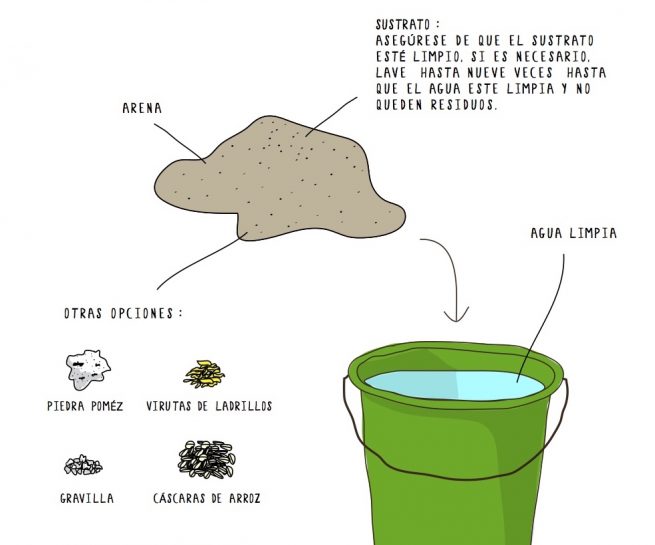 SUSTRATO :
ASEGÚRESE DE QUE EL SUSTRATO
ESTÉ LIMPIO, SI ES NECESARIO,
LAVE HASTA NUEVE VECES HASTA
QUE EL AGUA ESTE LIMPIA Y NO
QUEDEN RESIDUOS.
ARENA
AGUA LIMPIA
OTRAS OPCIONES :
PIEDRA POMÉZ
VIRUTAS DE LADRILLOS
GRAVILLA
CÁSCARAS DE ARROZ